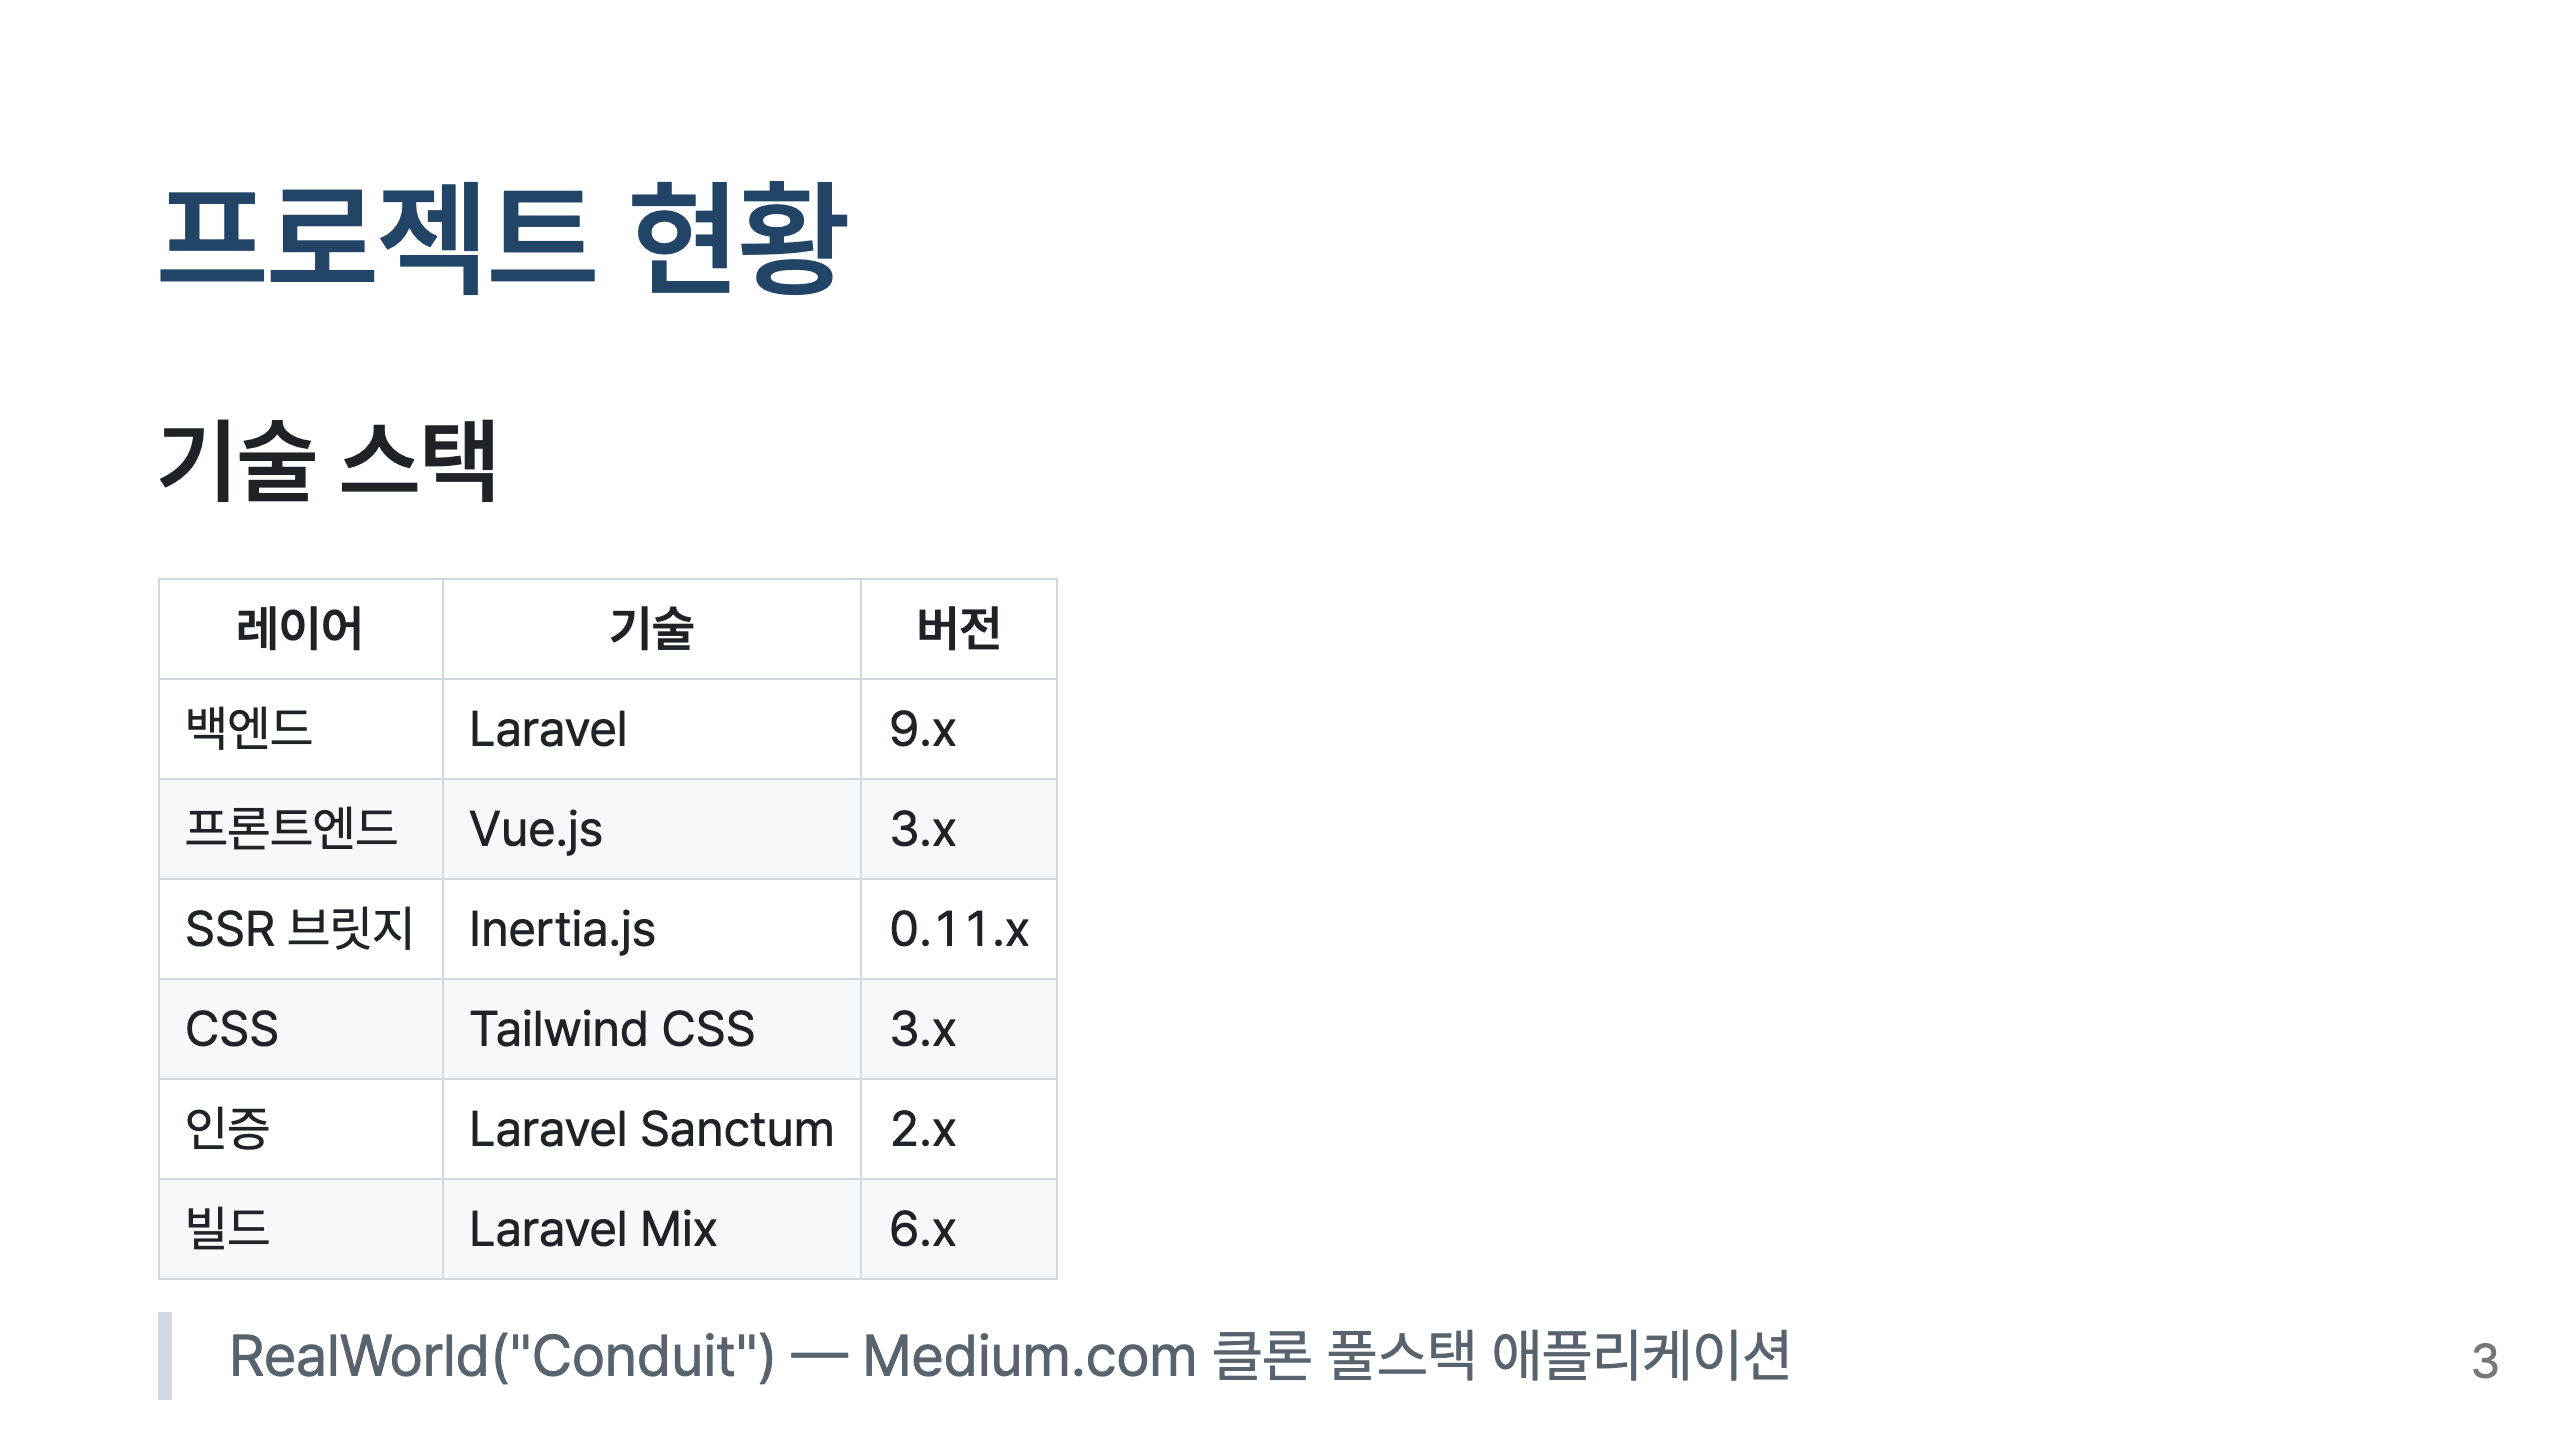 프로젝트 현황
기술 스택
레이어 기술 버전
백엔드 Laravel 9.x
프론트엔드 Vue.js 3.x
SSR 브릿지 Inertia.js 0.11.x
CSS Tailwind CSS 3.x
인증 Laravel Sanctum 2.x
빌드 Laravel Mix 6.x
RealWorld("Conduit") — Medium.com 클론 풀스택 애플리케이션
3